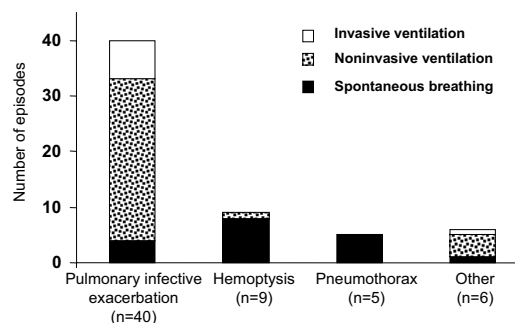 Number of episodes
40
30
20
10
0
Invasive ventilation
Noninvasive ventilation
Spontaneous breathing
Pulmonary infective
exacerbation
(n=40)
Hemoptysis
(n=9)
Pneumothorax
(n=5)
Other
(n=6)